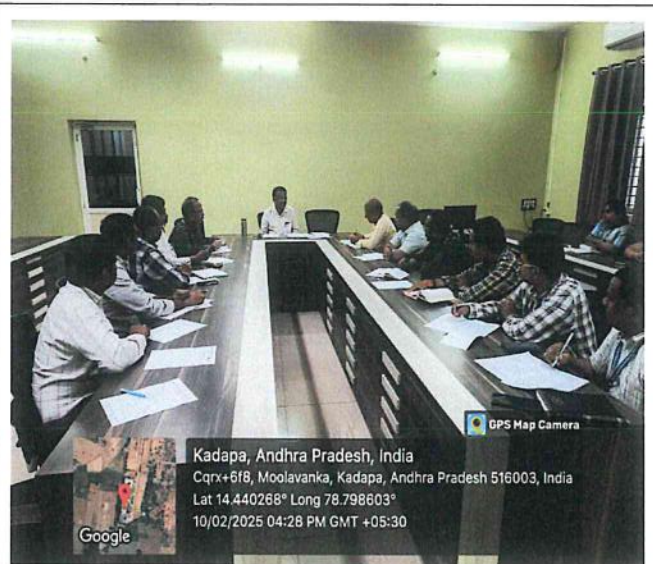 GPS Map Camera
Kadapa, Andhra Pradesh, India
Cqrx+6f8, Moolavanka, Kadapa, Andhra Pradesh 516003, India
Lat 14.440268° Long 78.798603°
10/02/2025 04:28 PM GMT +05:30
Google